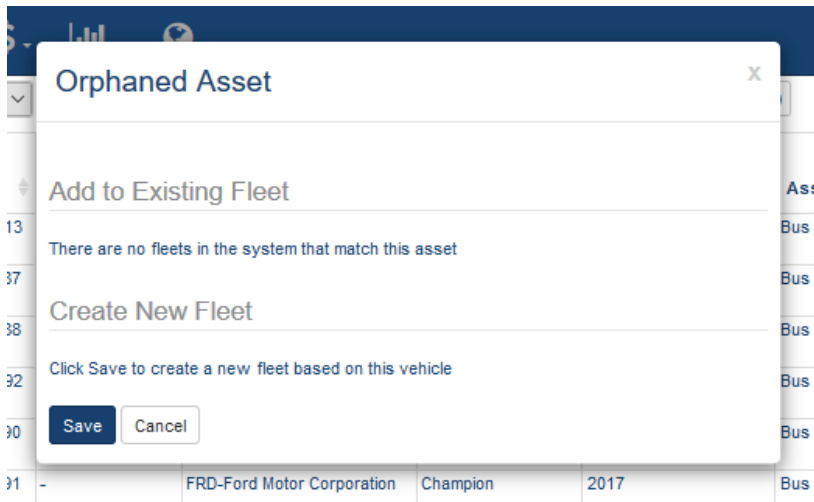 Orphaned Asset
x
Add to Existing Fleet
There are no fleets in the system that match this asset
Create New Fleet
Click Save to create a new fleet based on this vehicle
Save Cancel
13 Bus
37 Bus
38 Bus
92 Bus
90 Bus
91 - FRD-Ford Motor Corporation Champion 2017 Bus